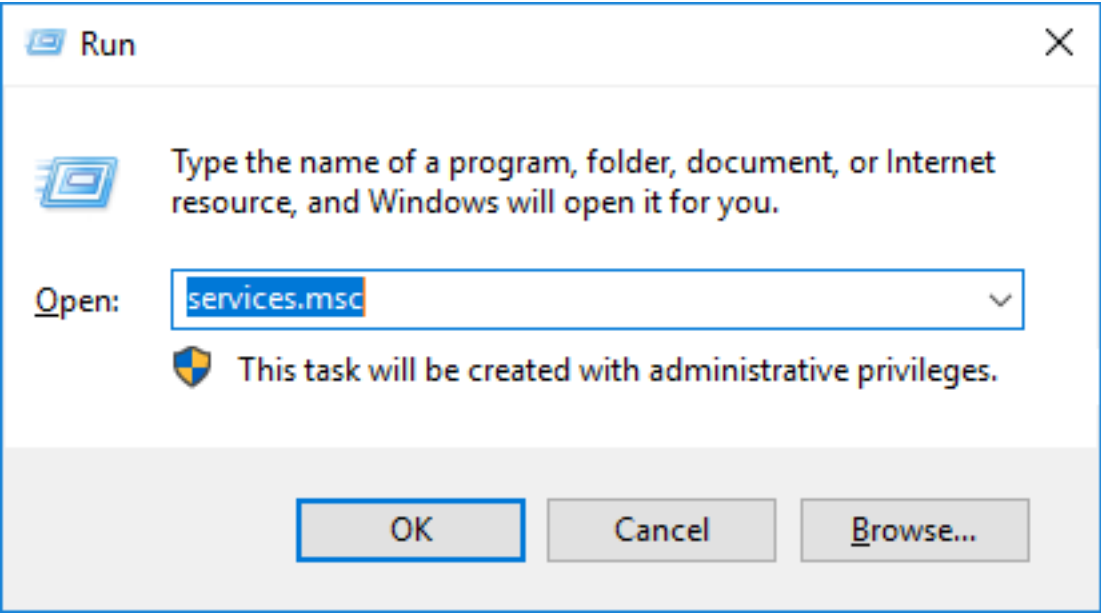 Run
Type the name of a program, folder, document, or Internet
resource, and Windows will open it for you.
Open: services.msc
This task will be created with administrative privileges.
OK Cancel Browse...